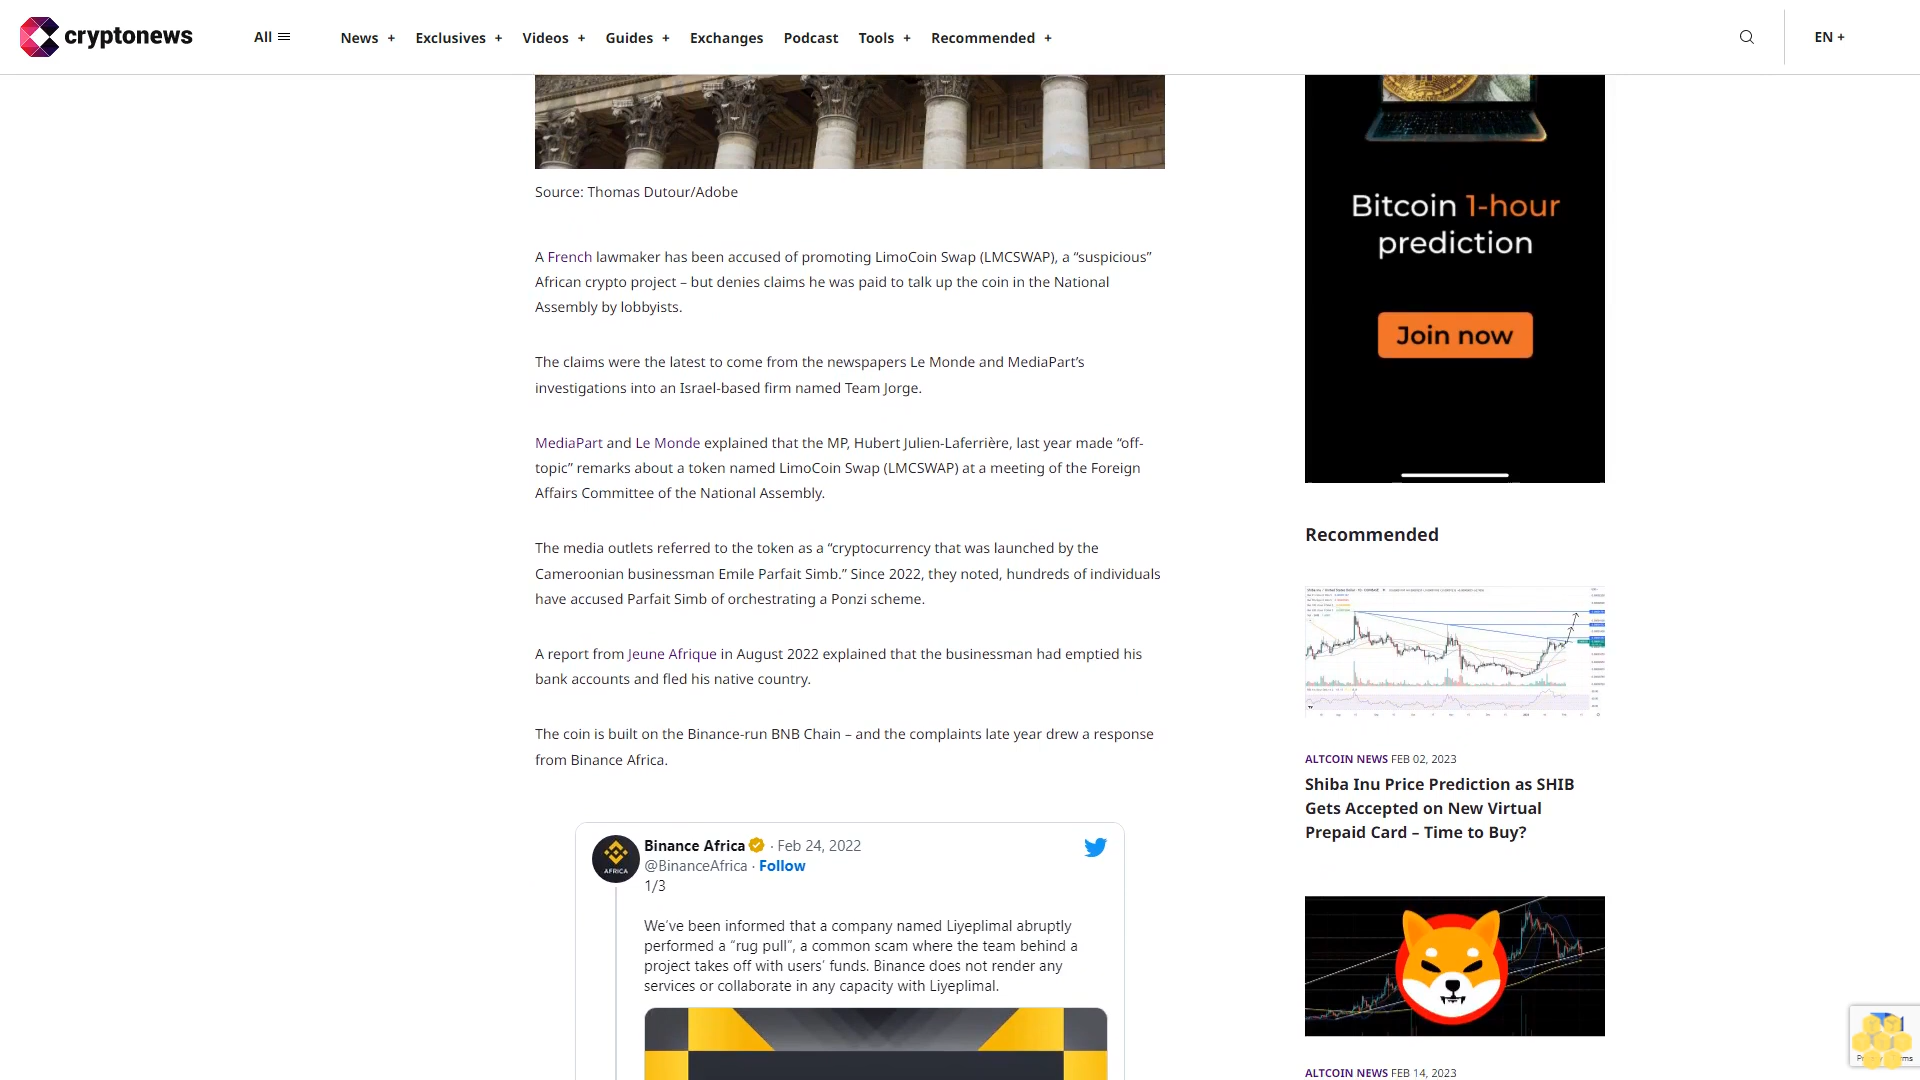 cryptonews
All
News +
Exclusives +
Videos +
Guides +
Exchanges
Podcast
Tools +
Recommended +
EN +
Source: Thomas Dutour/Adobe
A French lawmaker has been accused of promoting LimoCoin Swap (LMCSWAP), a “suspicious”
African crypto project – but denies claims he was paid to talk up the coin in the National
Assembly by lobbyists.
The claims were the latest to come from the newspapers Le Monde and MediaPart’s
investigations into an Israel-based firm named Team Jorge.
MediaPart and Le Monde explained that the MP, Hubert Julien-Laferrière, last year made “off-
topic” remarks about a token named LimoCoin Swap (LMCSWAP) at a meeting of the Foreign
Affairs Committee of the National Assembly.
The media outlets referred to the token as a “cryptocurrency that was launched by the
Cameroonian businessman Emile Parfait Simb.” Since 2022, they noted, hundreds of individuals
have accused Parfait Simb of orchestrating a Ponzi scheme.
A report from Jeune Afrique in August 2022 explained that the businessman had emptied his
bank accounts and fled his native country.
The coin is built on the Binance-run BNB Chain – and the complaints late year drew a response
from Binance Africa.
AFRICA
Binance Africa · Feb 24, 2022
@BinanceAfrica · Follow
1/3
We’ve been informed that a company named Liyeplimal abruptly
performed a “rug pull”, a common scam where the team behind a
project takes off with users’ funds. Binance does not render any
services or collaborate in any capacity with Liyeplimal.
Bitcoin 1-hour
prediction
Join now
Recommended
ALTCOIN NEWS FEB 02, 2023
Shiba Inu Price Prediction as SHIB
Gets Accepted on New Virtual
Prepaid Card – Time to Buy?
ALTCOIN NEWS FEB 14, 2023